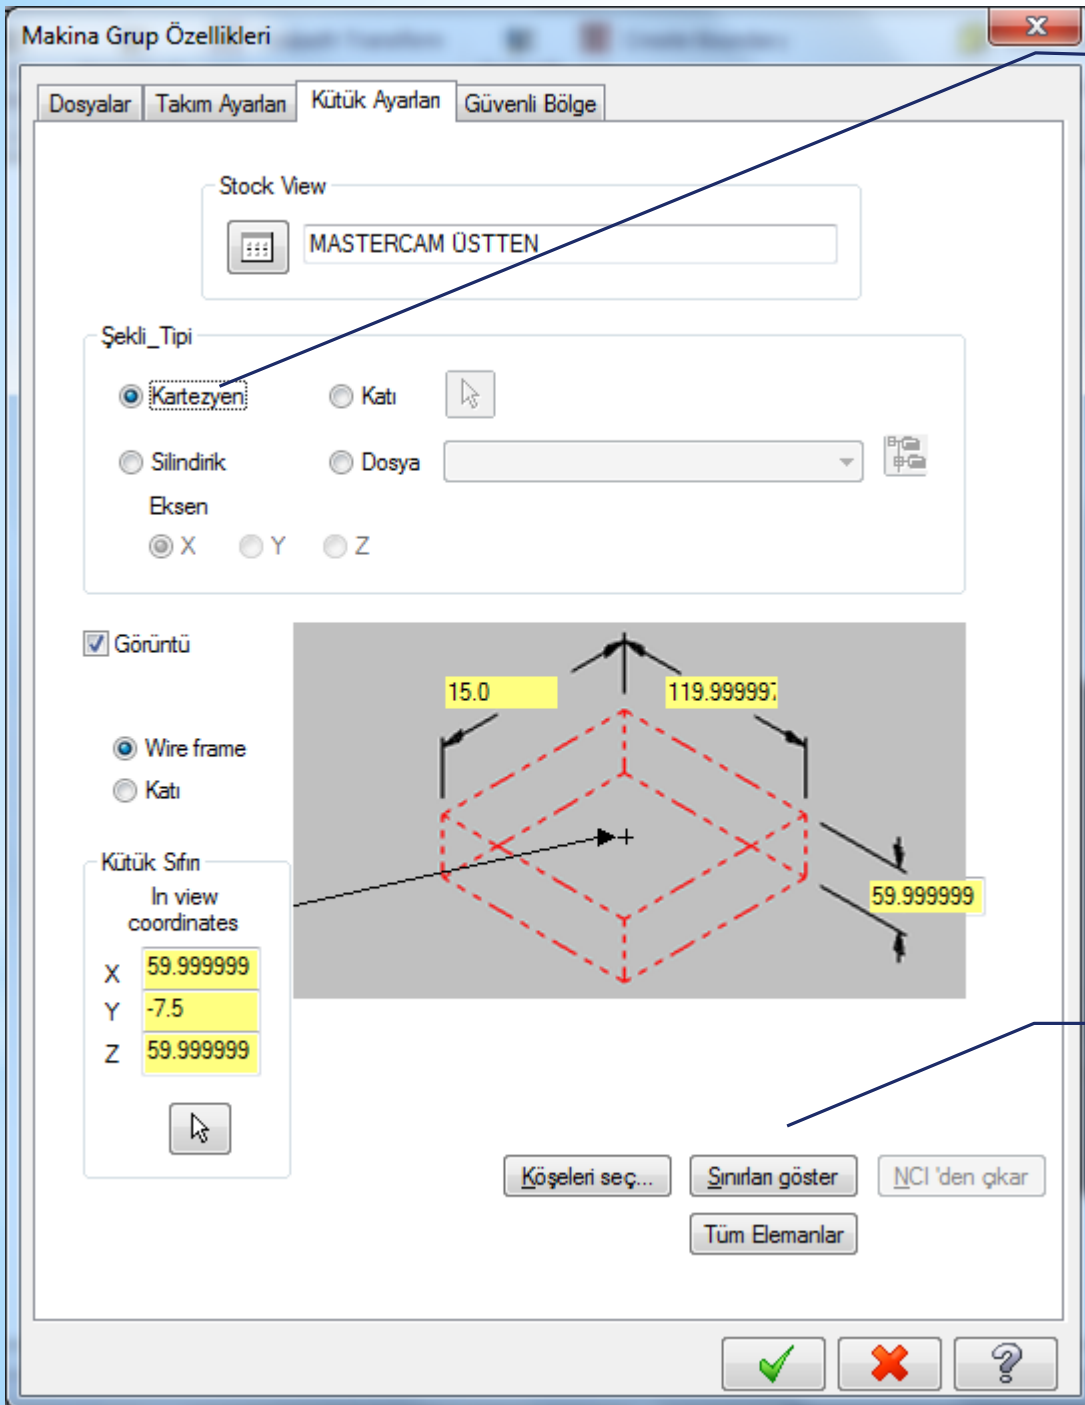 Makina Grup Özellikleri
Dosyalar
Takım Ayarları
Kütük Ayarları
Güvenli Bölge
Stock View
MASTERCAM ÜSTTEN
Şekli_Tipi
Kartezyen
Katı
Silindirik
Dosya
Eksen
X
Y
Z
Görüntü
15.0
119.999997
Wire frame
Katı
Kütük Sıfırı
In view
coordinates
59.999999
X 59.999999
Y -7.5
Z 59.999999
Köşeleri seç...
Sınırları göster
NCI 'den çıkar
Tüm Elemanlar